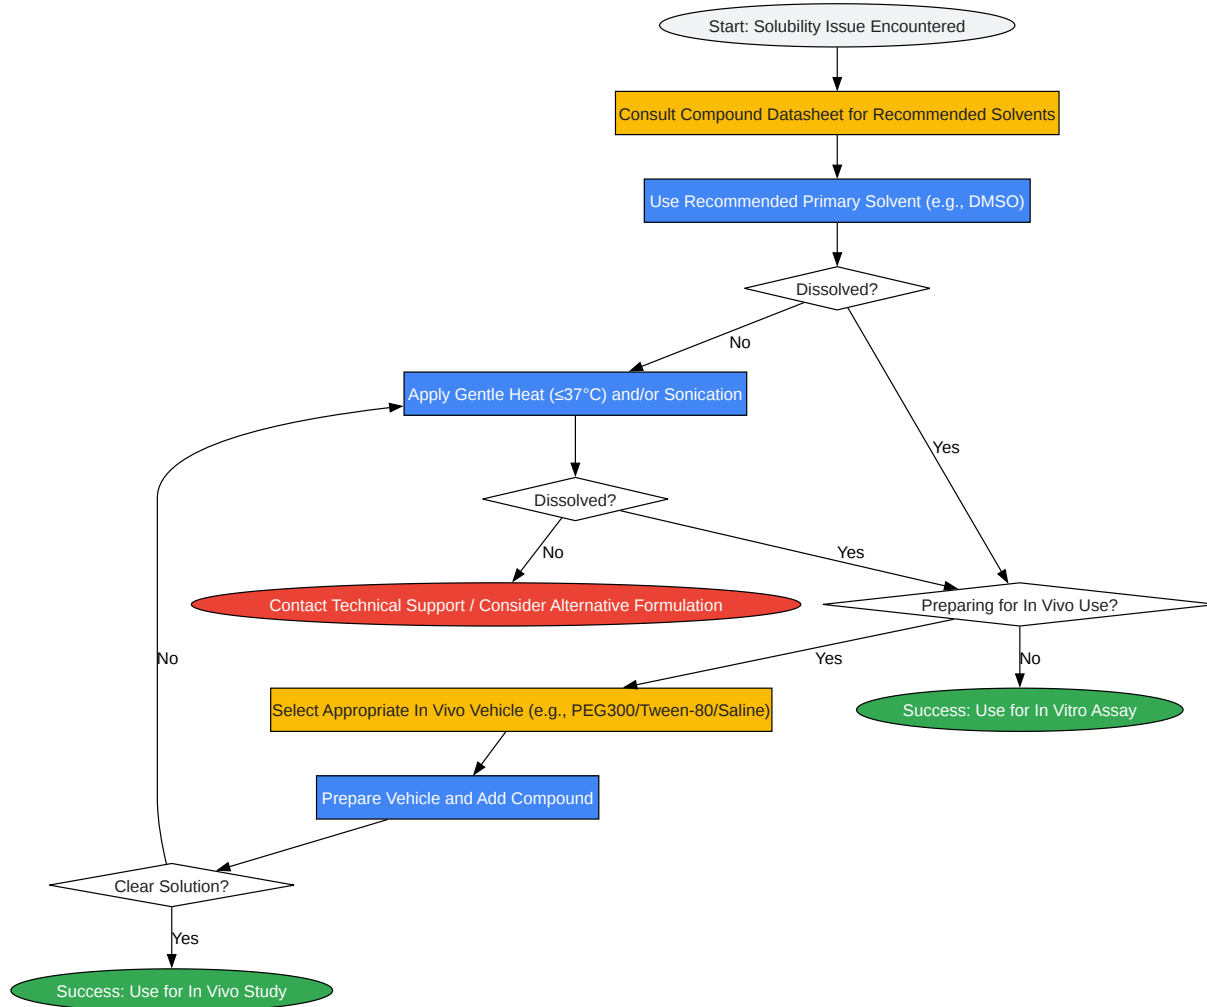 Start: Solubility Issue Encountered
Consult Compound Datasheet for Recommended Solvents
Use Recommended Primary Solvent (e.g., DMSO)
Dissolved?
No
Apply Gentle Heat (≤37°C) and/or Sonication
Yes
Dissolved?
No
Yes
Contact Technical Support / Consider Alternative Formulation
Preparing for In Vivo Use?
No
Yes
No
Select Appropriate In Vivo Vehicle (e.g., PEG300/Tween-80/Saline)
Success: Use for In Vitro Assay
Prepare Vehicle and Add Compound
Clear Solution?
Yes
Success: Use for In Vivo Study